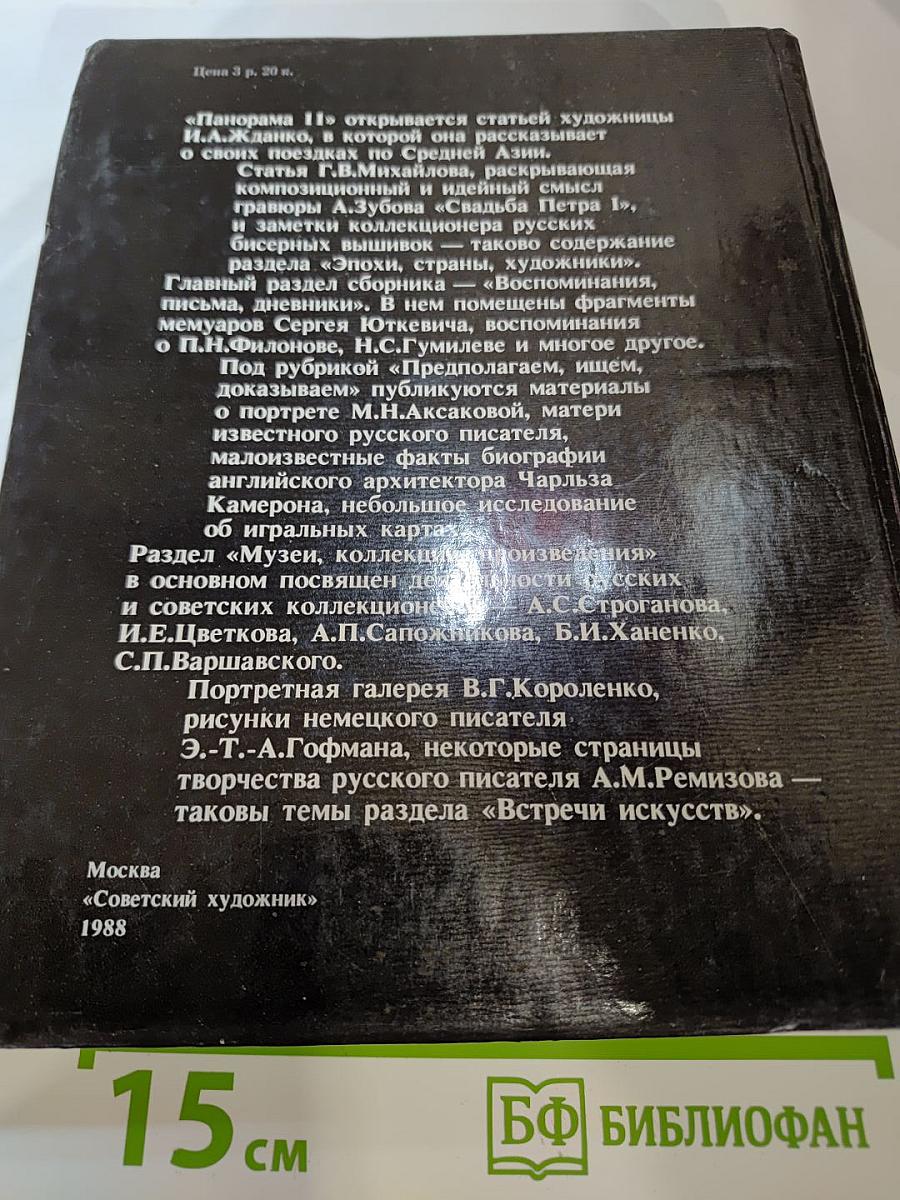 Цена 3 р. 20 к.
«Панорама 11» открывается статьей художницы
И.А.Жданко, в которой она рассказывает
о своих поездках по Средней Азии.
Статья Г.В.Михайлова, раскрывающая
композиционный и идейный смысл
гравюры А.Зубова «Свадьба Петра I»,
и заметки коллекционера русских
бисерных вышивок — таково содержание
раздела «Эпохи, страны, художники».
Главный раздел сборника — «Воспоминания,
письма, дневники». В нем помещены фрагменты
мемуаров Сергея Юткевича, воспоминания
о П.Н.Филонове, Н.С.Гумилеве и многое другое.
Под рубрикой «Предполагаем, ищем,
доказываем» публикуются материалы
о портрете М.Н.Аксаковой, матери
известного русского писателя,
малоизвестные факты биографии
английского архитектора Чарльза
Камерона, небольшое исследование
об игральных картах
Раздел «Музеи, коллекции, произведения»
в основном посвящен деятельности русских
и советских коллекционеров — А.С.Строганова,
И.Е.Цветкова, А.П.Сапожникова, Б.И.Ханенко,
С.П.Варшавского.
Портретная галерея В.Г.Короленко,
рисунки немецкого писателя
Э.-Т.-А.Гофмана, некоторые страницы
творчества русского писателя А.М.Ремизова —
таковы темы раздела «Встречи искусств».
Москва
«Советский художник»
1988
15 см
БФ БИБЛИОФАН